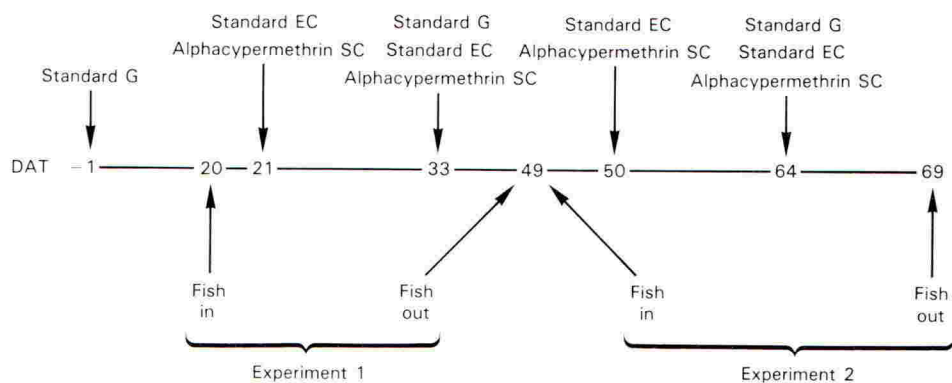 Standard EC
Alphacypermethrin SC
Standard G
Standard EC
Alphacypermethrin SC
Standard EC
Alphacypermethrin SC
Standard G
Standard EC
Alphacypermethrin SC
Standard G
DAT -1 20 21 33 49 50 64 69
Fish
in
Fish
out
Fish
in
Fish
out
Experiment 1
Experiment 2